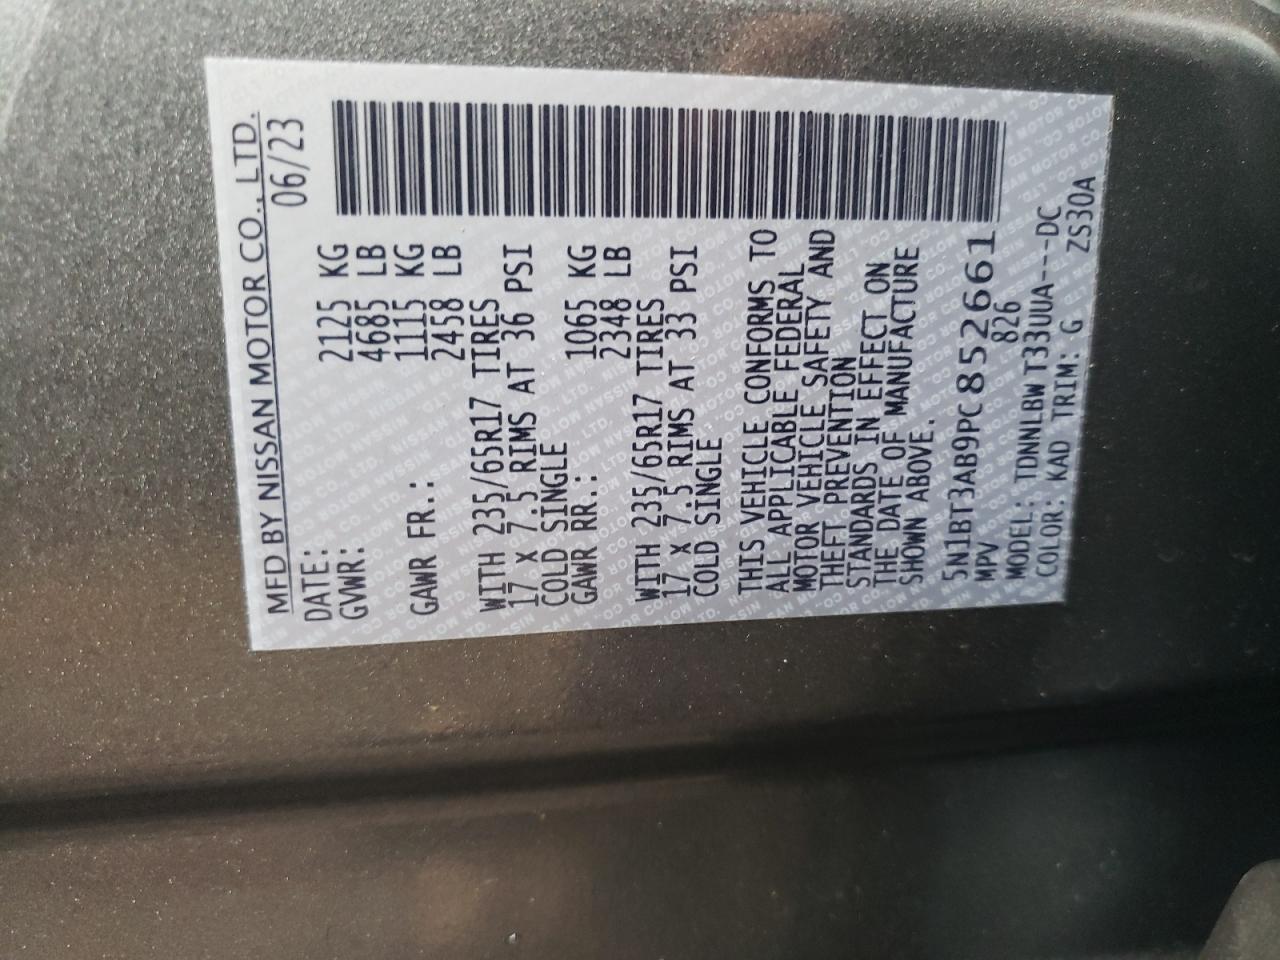 MFD BY NISSAN MOTOR CO., LTD.
DATE: 06/23
GVWR: 2125 KG
4685 LB
GAWR FR.: 1115 KG
2458 LB
WITH 235/65R17 TIRES
17 x 7.5 RIMS AT 36 PSI
COLD SINGLE
GAWR RR.: 1065 KG
2348 LB
WITH 235/65R17 TIRES
17 x 7.5 RIMS AT 33 PSI
COLD SINGLE
THIS VEHICLE CONFORMS TO
ALL APPLICABLE FEDERAL
MOTOR VEHICLE SAFETY AND
THEFT PREVENTION
STANDARDS IN EFFECT ON
THE DATE OF MANUFACTURE
SHOWN ABOVE.
5N1BT3AB9PC852661
MPV 826
MODEL: TDNNLBW T33UUA---DC
COLOR: KAD TRIM: G ZS30A